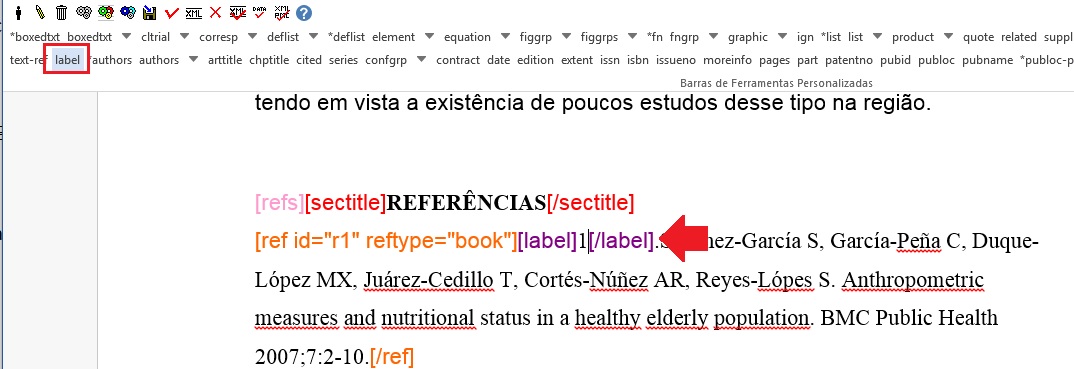 *boxedtxt boxedtxt cltrial corresp deflist *deflist element equation figgrp figgrps *fn fngrp graphic ign *list list product quote related suppl
text-ref label *authors authors arttitle chptitle cited series confgrp contract date edition extent issn isbn issueno moreinfo pages part patentno pubid publoc pubname *publoc-p
Barras de Ferramentas Personalizadas
tendo em vista a existência de poucos estudos desse tipo na região.
[refs][sectitle]REFERÊNCIAS[/sectitle]
[ref id="r1" reftype="book"][label]1[/label].S nez-García S, García-Peña C, Duque-
López MX, Juárez-Cedillo T, Cortés-Núñez AR, Reyes-Lópes S. Anthropometric
measures and nutritional status in a healthy elderly population. BMC Public Health
2007;7:2-10.[/ref]